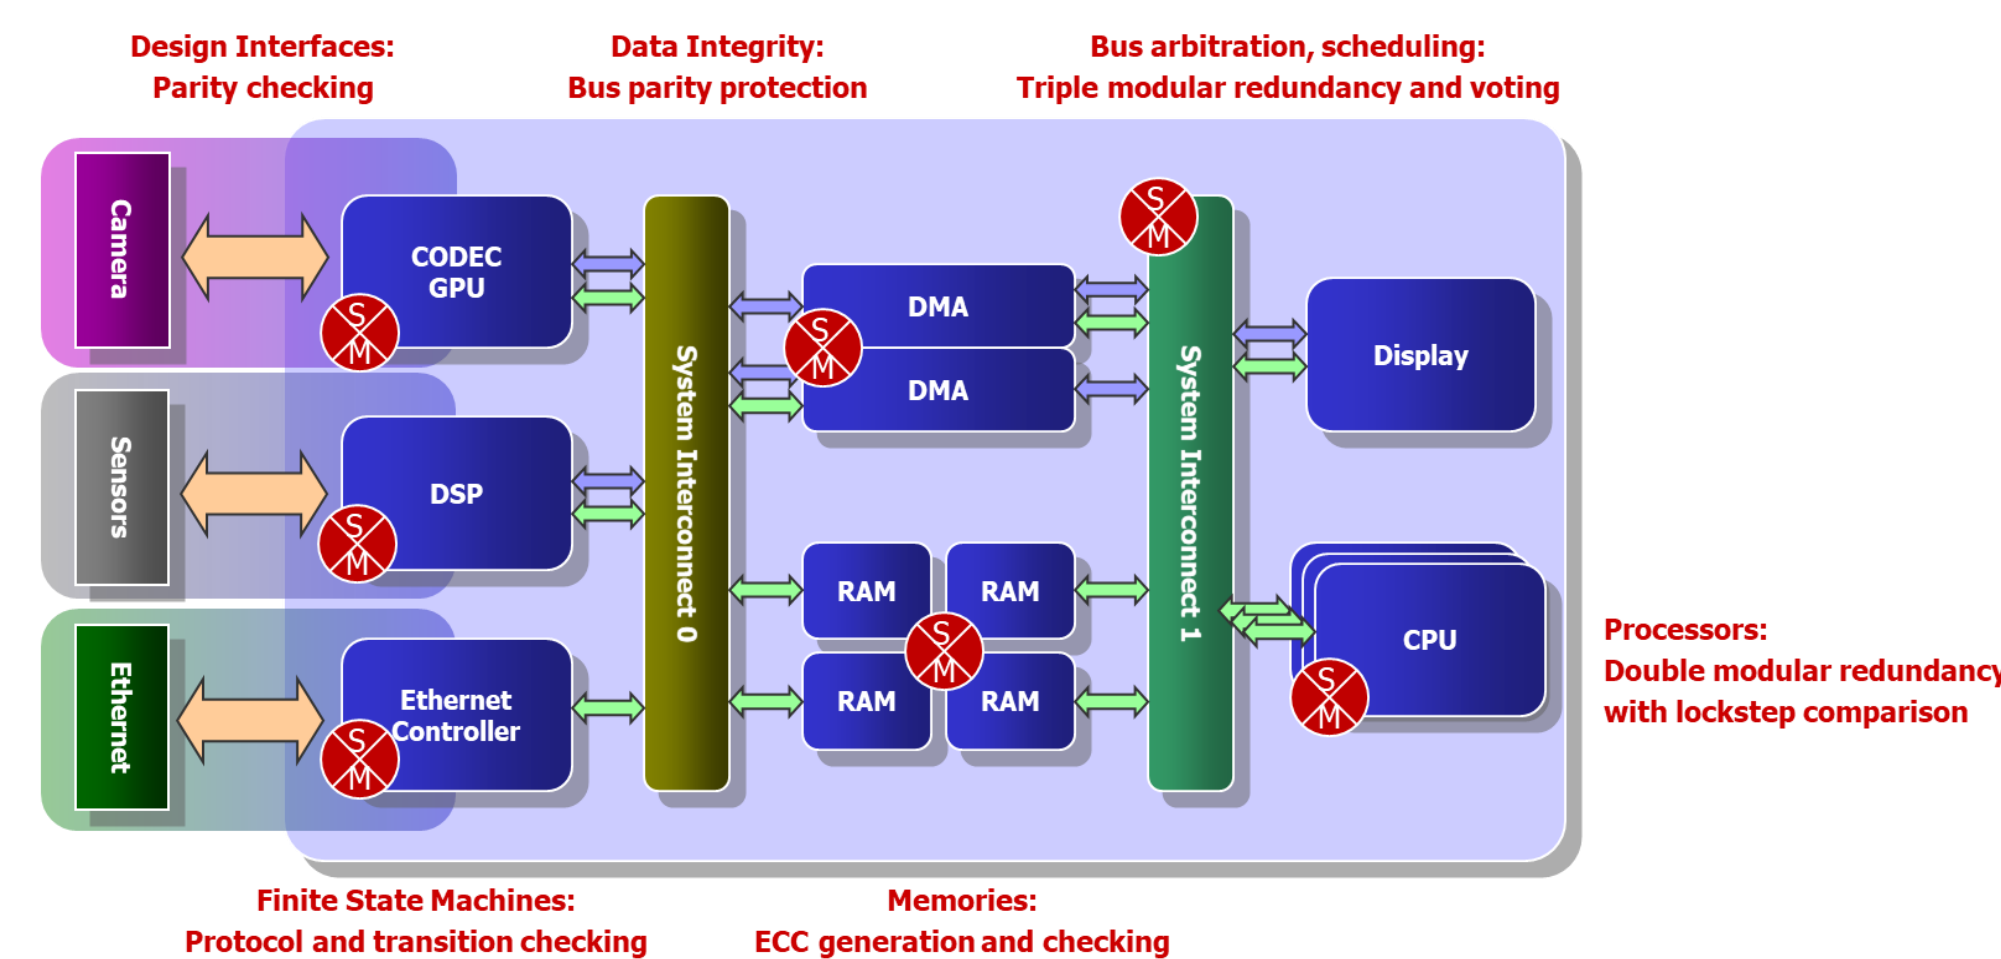 Design Interfaces:
Parity checking
Data Integrity:
Bus parity protection
Bus arbitration, scheduling:
Triple modular redundancy and voting
Camera
CODEC
GPU
S
M
Sensors
DSP
S
M
Ethernet
Ethernet
Controller
S
M
System Interconnect 0
DMA
DMA
S
M
RAM
RAM
RAM
RAM
S
M
System Interconnect 1
S
M
Display
CPU
S
M
Processors:
Double modular redundancy
with lockstep comparison
Finite State Machines:
Protocol and transition checking
Memories:
ECC generation and checking